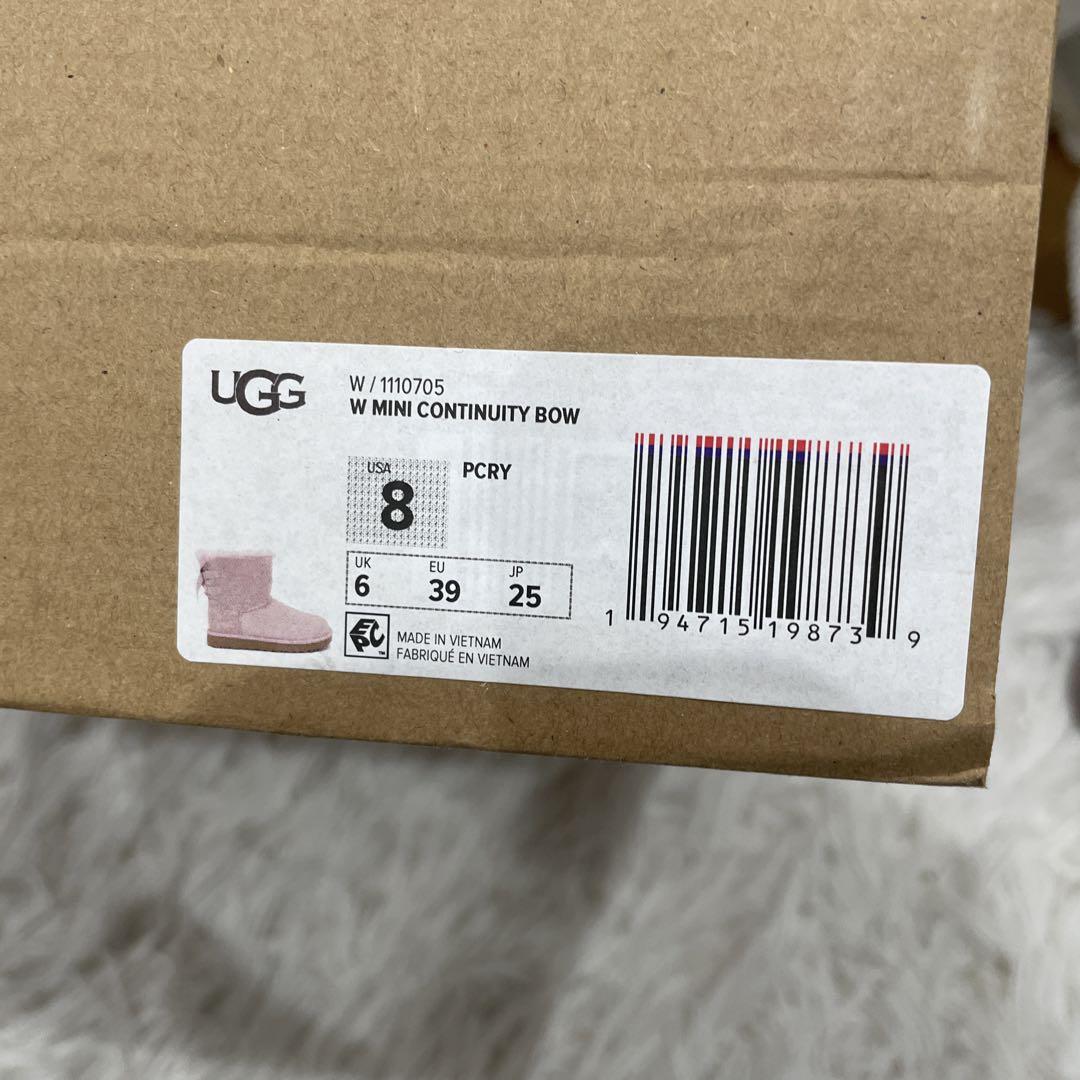 UGG
W / 1110705
W MINI CONTINUITY BOW
USA
8
PCRY
UK EU JP
6 39 25
EPC™
MADE IN VIETNAM
FABRIQUÉ EN VIETNAM
1 94715 19873 9